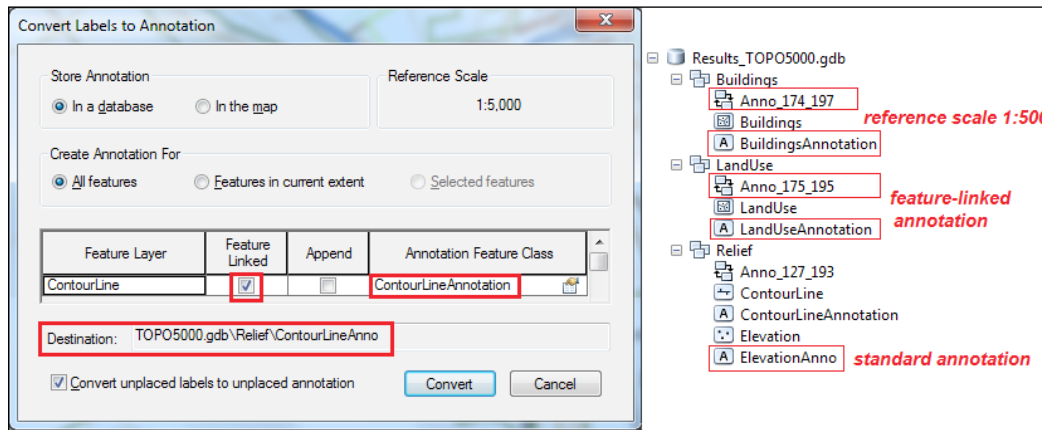 Convert Labels to Annotation
Store Annotation
In a database
In the map
Reference Scale
1:5,000
Create Annotation For
All features
Features in current extent
Selected features
Feature Layer
Feature Linked
Append
Annotation Feature Class
ContourLine
ContourLineAnnotation
Destination: TOPO5000.gdb\Relief\ContourLineAnno
Convert unplaced labels to unplaced annotation
Convert
Cancel
Results_TOPO5000.gdb
Buildings
Anno_174_197
reference scale 1:500
Buildings
A BuildingsAnnotation
LandUse
Anno_175_195
feature-linked
annotation
LandUse
A LandUseAnnotation
Relief
Anno_127_193
ContourLine
A ContourLineAnnotation
Elevation
A ElevationAnno
standard annotation